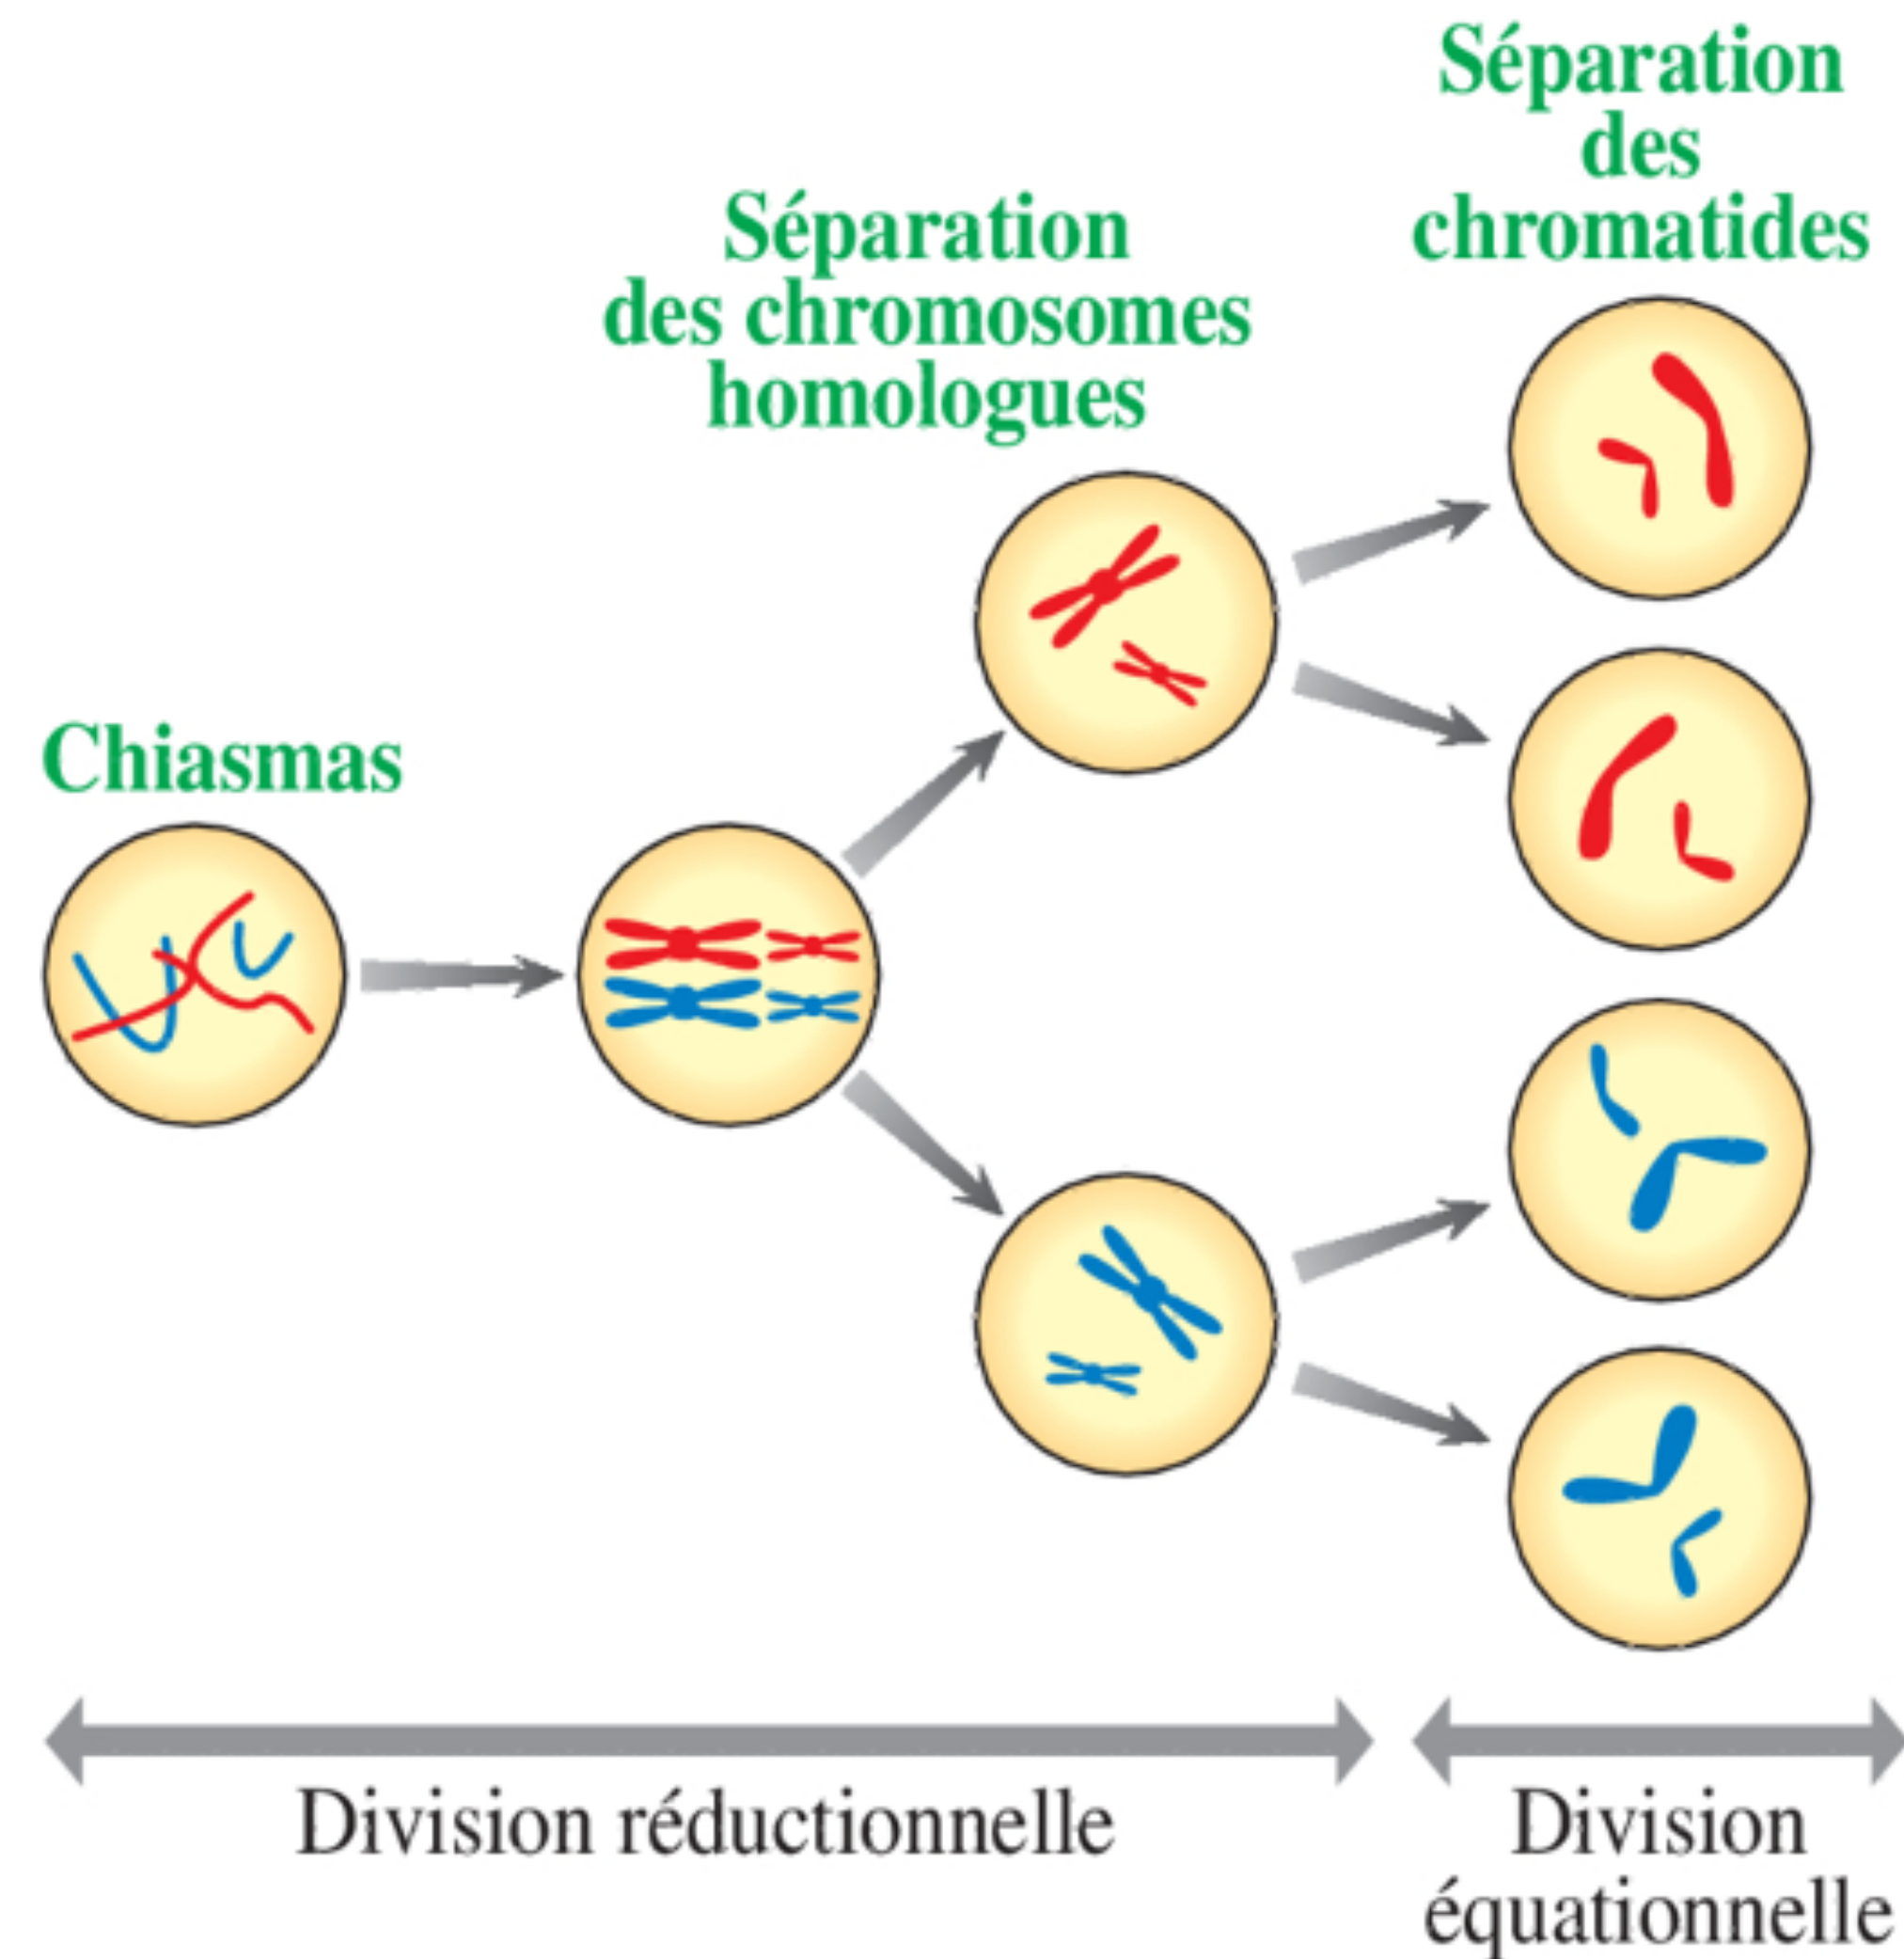 Séparation
des
chromatides
Séparation
des chromosomes
homologues
Chiasmas
Division réductionnelle
Division
équationnelle